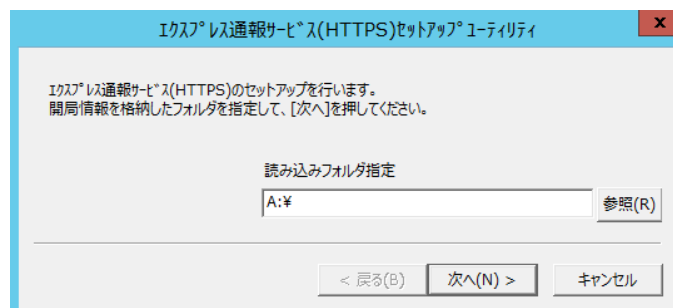 ｴｸｽﾌﾟﾚｽ通報ｻｰﾋﾞｽ(HTTPS)ｾｯﾄｱｯﾌﾟﾕｰﾃｨﾘﾃｨ
x
ｴｸｽﾌﾟﾚｽ通報ｻｰﾋﾞｽ(HTTPS)のセットアップを行います。
開局情報を格納したフォルダを指定して、[次へ]を押してください。
読み込みフォルダ指定
A:¥
参照(R)
< 戻る(B)
次へ(N) >
キャンセル